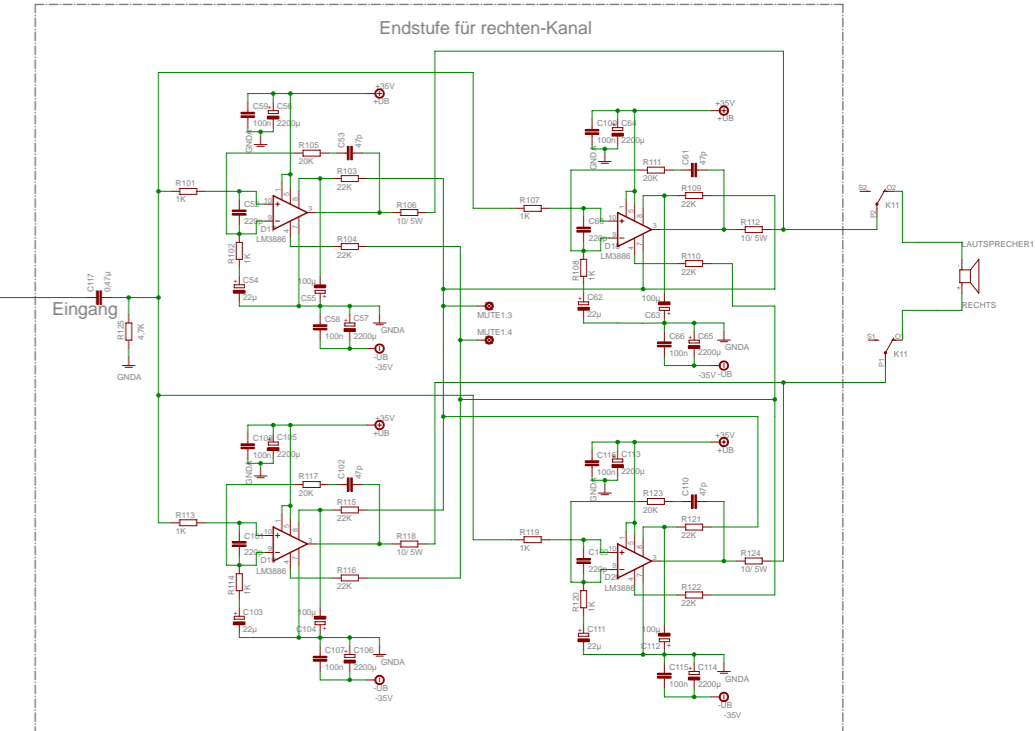 Endstufe für rechten-Kanal
+35V
+UB
C59
C56
100n
2200µ
GNDA
R105
20K
C53
47p
R103
22K
R101
1K
C52
220p
R102
1K
C54
22µ
LM3886
R106
10/ 5W
R104
22K
100µ
C55
C58
100n
C57
2200µ
GNDA
-UB
-35V
MUTE1.3
MUTE1.4
C117
0,47µ
Eingang
R125
4,7K
GNDA
+35V
+UB
C100
C64
100n
2200µ
GNDA
R111
20K
C61
47p
R109
22K
R107
1K
220p
R108
1K
C62
22µ
LM3886
R112
10/ 5W
R110
22K
100µ
C63
C66
100n
C65
2200µ
GNDA
-35V
-UB
S2
O2
P2
K11
LAUTSPRECHER1
-
+
RECHTS
S1
P1
K11
+35V
+UB
C105
100n
2200µ
GNDA
R117
20K
C102
47p
R115
22K
R113
1K
C101
220p
R114
1K
C103
22µ
LM3886
R118
10/ 5W
R116
22K
100µ
C104
C107
100n
C106
2200µ
GNDA
-UB
-35V
+35V
+UB
C116
C113
100n
2200µ
GNDA
R123
20K
C110
47p
R121
22K
R119
1K
C109
220p
R120
1K
C111
22µ
LM3886
R124
10/ 5W
R122
22K
100µ
C112
C115
100n
C114
2200µ
GNDA
-UB
-35V